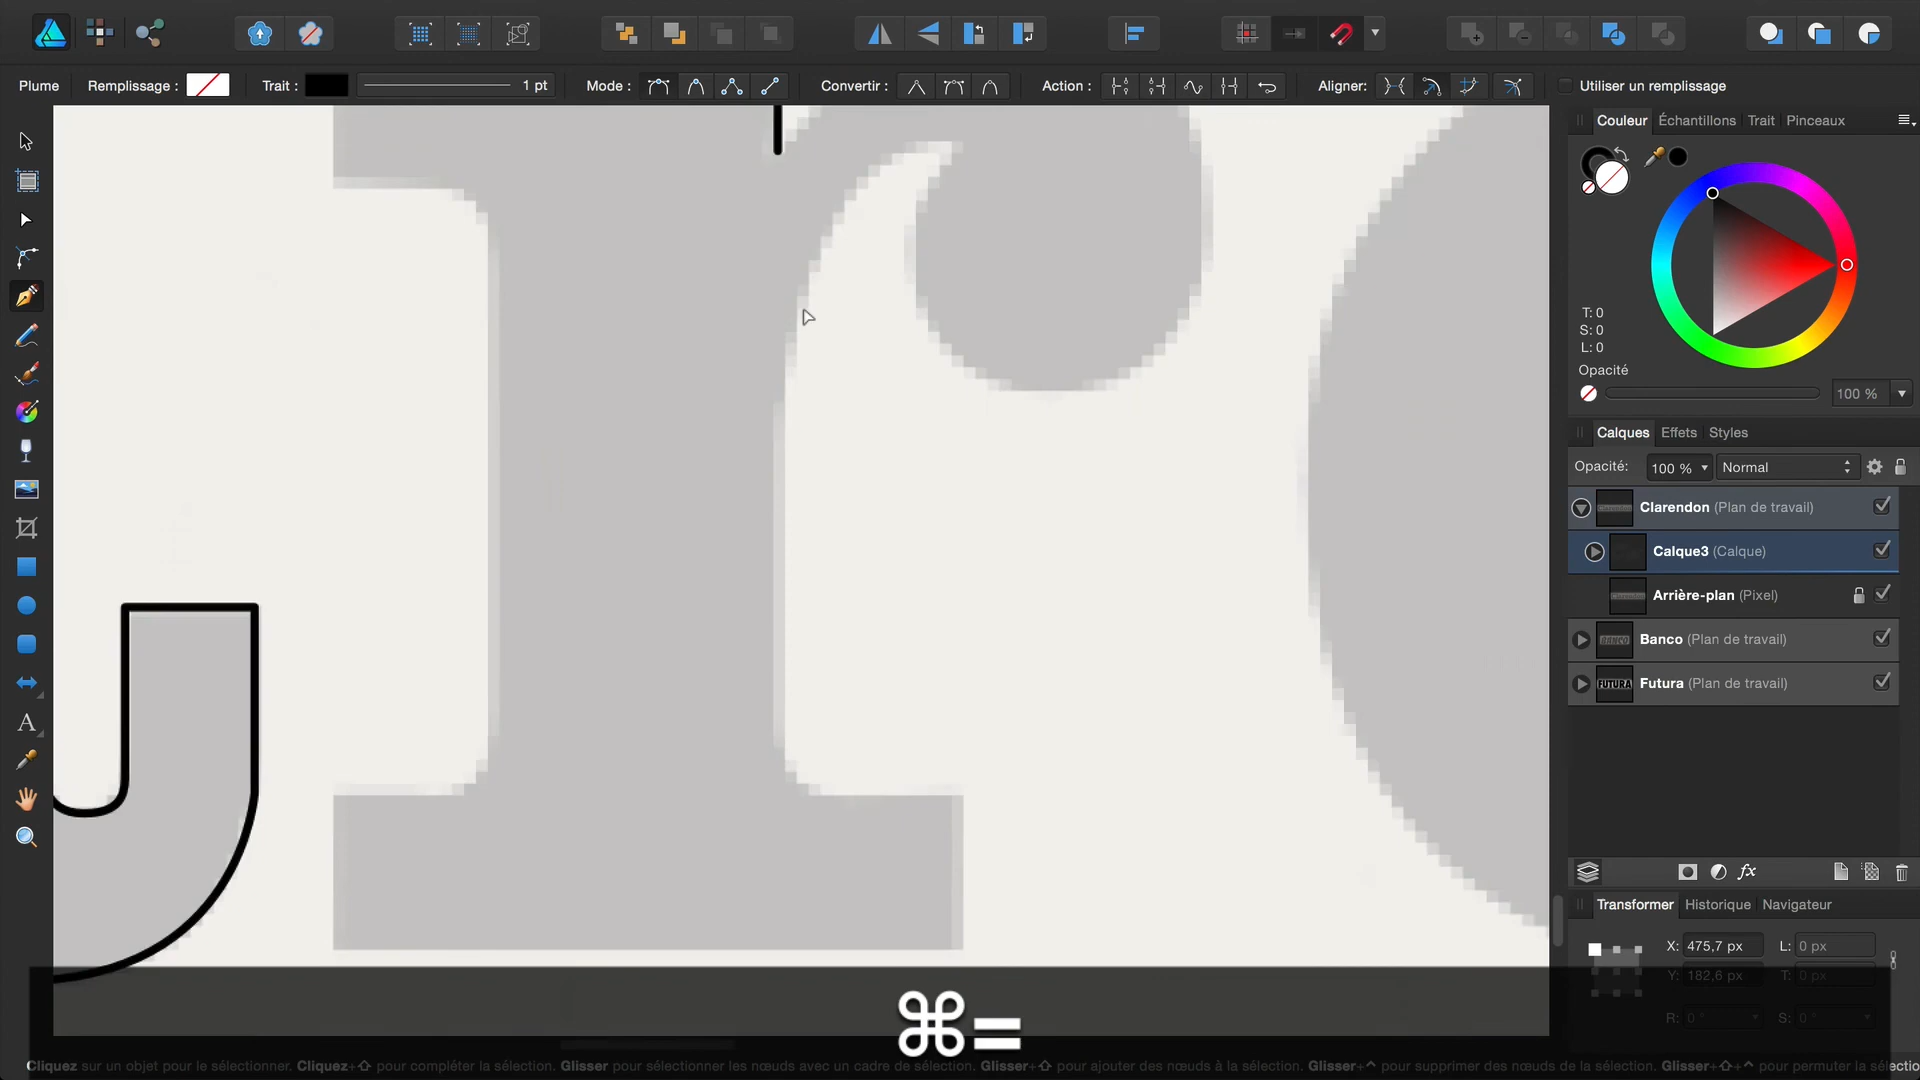 Plume Remplissage : Trait : 1 pt Mode : Convertir : Action : Aligner: Utiliser un remplissage
Couleur Échantillons Trait Pinceaux
T: 0
S: 0
L: 0
Opacité
100 %
Calques Effets Styles
Opacité: 100 % Normal
Clarendon (Plan de travail)
Calque3 (Calque)
Arrière-plan (Pixel)
Banco (Plan de travail)
FUTURA Futura (Plan de travail)
fx
Transformer Historique Navigateur
X: 475,7 px L: 0 px
Y: 182,6 px T: 0 px
R: 0 ° S: 0 °
⌘=
Cliquez sur un objet pour le sélectionner. Cliquez+⇧ pour compléter la sélection. Glisser pour sélectionner les nœuds avec un cadre de sélection. Glisser+⇧ pour ajouter des nœuds à la sélection. Glisser+⌃ pour supprimer des nœuds de la sélection. Glisser+⇧+⌃ pour permuter la sélectio